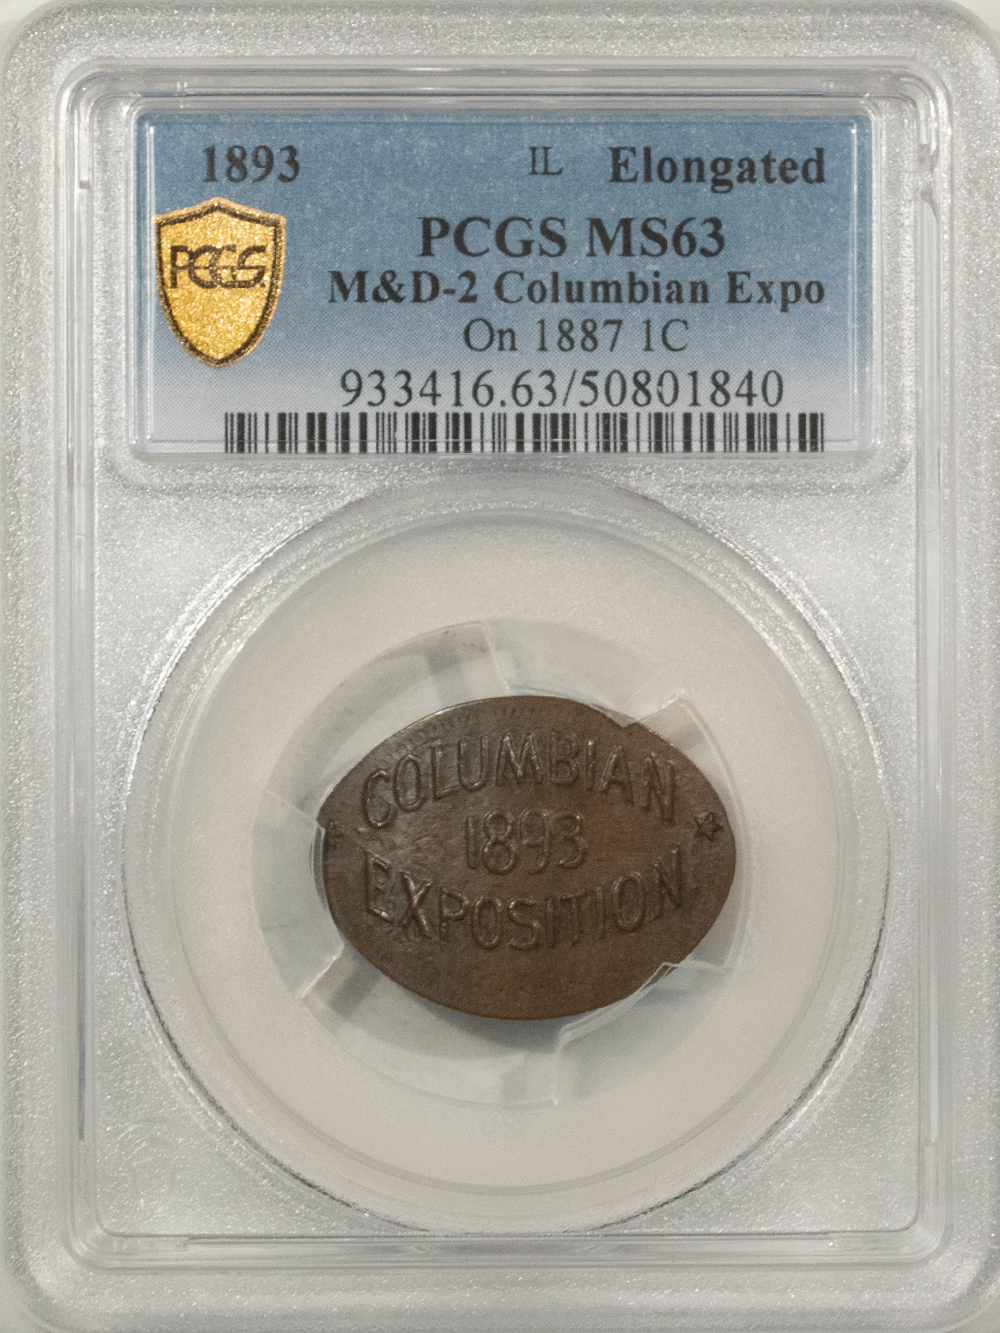 1893 IL Elongated
PCGS
PCGS MS63
M&D-2 Columbian Expo
On 1887 1C
933416.63/50801840
COLUMBIAN
1893
EXPOSITION